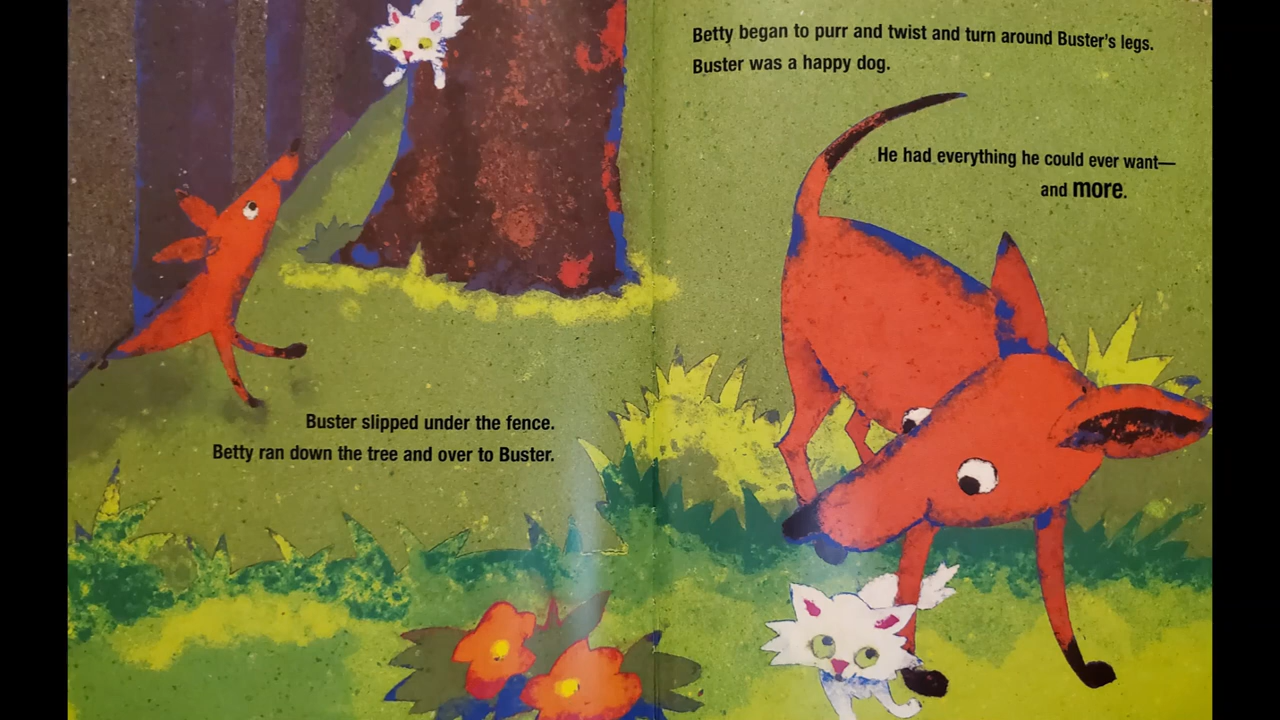 Buster slipped under the fence.
Betty ran down the tree and over to Buster.
Betty began to purr and twist and turn around Buster's legs.
Buster was a happy dog.
He had everything he could ever want—
and more.